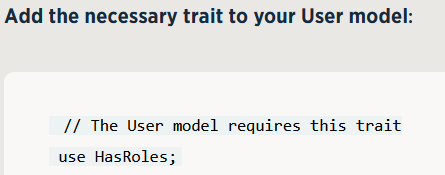 Add the necessary trait to your User model:
// The User model requires this trait
use HasRoles;